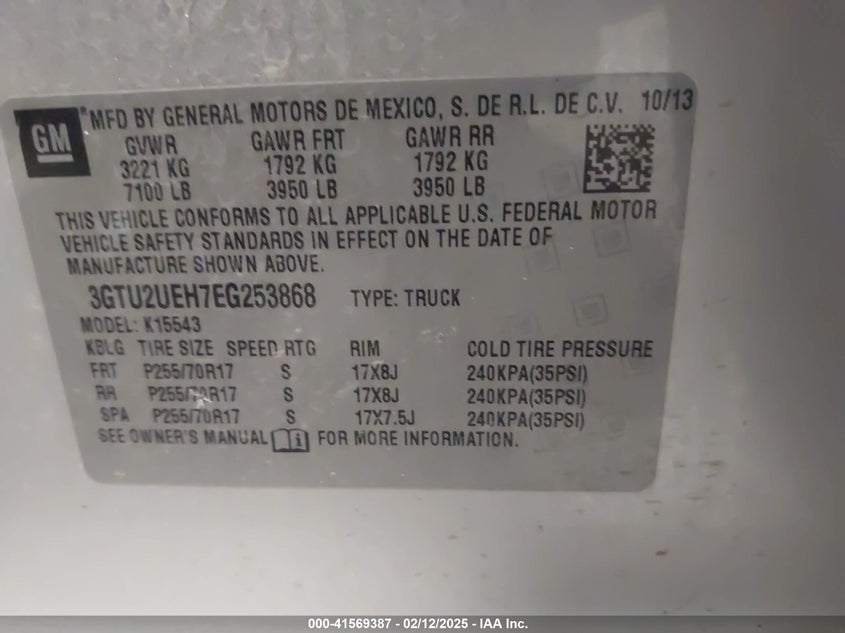 GM
®MFD BY GENERAL MOTORS DE MEXICO, S. DE R.L. DE C.V. 10/13
GVWR GAWR FRT GAWR RR
3221 KG 1792 KG 1792 KG
7100 LB 3950 LB 3950 LB
THIS VEHICLE CONFORMS TO ALL APPLICABLE U.S. FEDERAL MOTOR
VEHICLE SAFETY STANDARDS IN EFFECT ON THE DATE OF
MANUFACTURE SHOWN ABOVE.
3GTU2UEH7EG253868 TYPE: TRUCK
MODEL: K15543
KBLG TIRE SIZE SPEED RTG RIM COLD TIRE PRESSURE
FRT P255/70R17 S 17X8J 240KPA(35PSI)
RR P255/70R17 S 17X8J 240KPA(35PSI)
SPA P255/70R17 S 17X7.5J 240KPA(35PSI)
SEE OWNER'S MANUAL i FOR MORE INFORMATION.
000-41569387 - 02/12/2025 - IAA Inc.